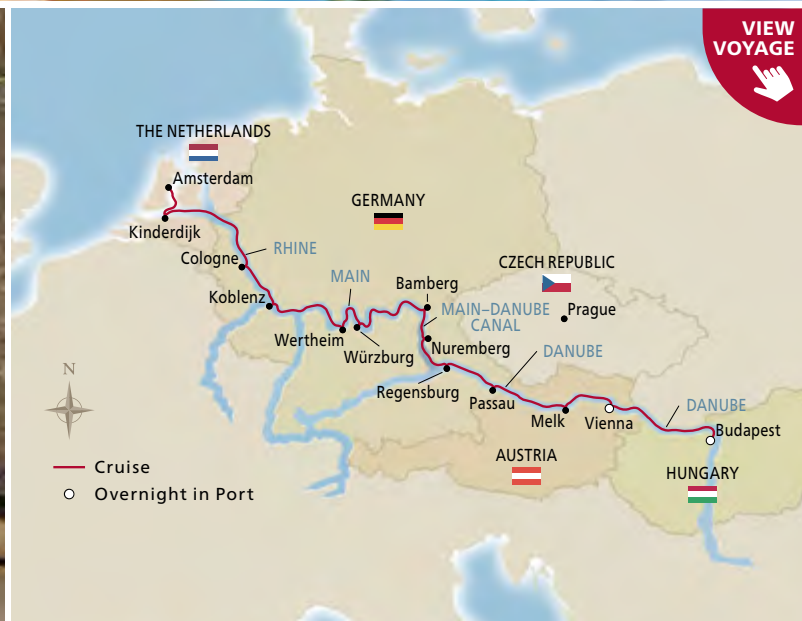 VIEW
VOYAGE
THE NETHERLANDS
Amsterdam
GERMANY
Kinderdijk
RHINE
Cologne
CZECH REPUBLIC
MAIN
Bamberg
Koblenz
MAIN–DANUBE
CANAL
Prague
Wertheim
Würzburg
Nuremberg
DANUBE
N
Regensburg
Passau
DANUBE
Melk
Vienna
Budapest
AUSTRIA
HUNGARY
Cruise
Overnight in Port